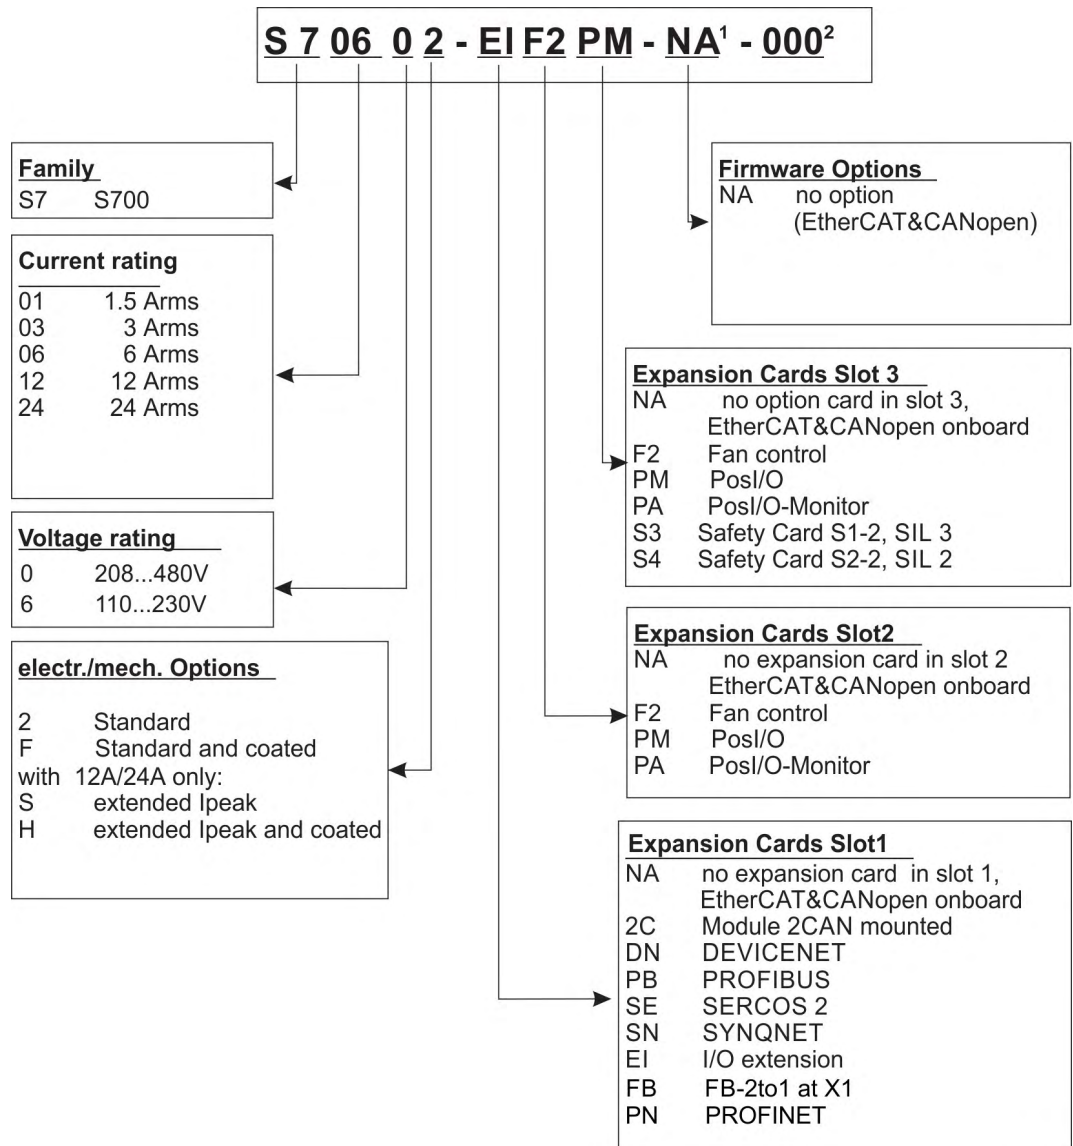 S 7 06 0 2 - EI F2 PM - NA¹ - 000²
Family
S7 S700
Current rating
01 1.5 Arms
03 3 Arms
06 6 Arms
12 12 Arms
24 24 Arms
Voltage rating
0 208...480V
6 110...230V
electr./mech. Options
2 Standard
F Standard and coated
with 12A/24A only:
S extended Ipeak
H extended Ipeak and coated
Firmware Options
NA no option
(EtherCAT&CANopen)
Expansion Cards Slot 3
NA no option card in slot 3,
EtherCAT&CANopen onboard
F2 Fan control
PM PosI/O
PA PosI/O-Monitor
S3 Safety Card S1-2, SIL 3
S4 Safety Card S2-2, SIL 2
Expansion Cards Slot2
NA no expansion card in slot 2
EtherCAT&CANopen onboard
F2 Fan control
PM PosI/O
PA PosI/O-Monitor
Expansion Cards Slot1
NA no expansion card in slot 1,
EtherCAT&CANopen onboard
2C Module 2CAN mounted
DN DEVICENET
PB PROFIBUS
SE SERCOS 2
SN SYNQNET
EI I/O extension
FB FB-2to1 at X1
PN PROFINET